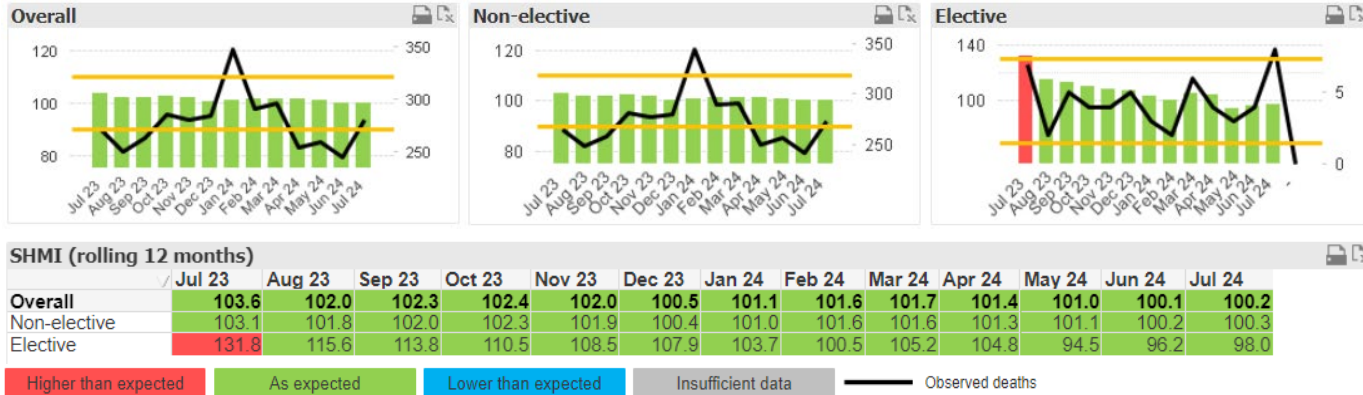 Overall
Non-elective
Elective
120
100
80
350
300
250
Jul 23 Aug 23 Sep 23 Oct 23 Nov 23 Dec 23 Jan 24 Feb 24 Mar 24 Apr 24 May 24 Jun 24 Jul 24
120
100
80
350
300
250
Jul 23 Aug 23 Sep 23 Oct 23 Nov 23 Dec 23 Jan 24 Feb 24 Mar 24 Apr 24 May 24 Jun 24 Jul 24
140
100
5
0
Jul 23 Aug 23 Sep 23 Oct 23 Nov 23 Dec 23 Jan 24 Feb 24 Mar 24 Apr 24 May 24 Jun 24 Jul 24 -
SHMI (rolling 12 months)
Jul 23 Aug 23 Sep 23 Oct 23 Nov 23 Dec 23 Jan 24 Feb 24 Mar 24 Apr 24 May 24 Jun 24 Jul 24
Overall 103.6 102.0 102.3 102.4 102.0 100.5 101.1 101.6 101.7 101.4 101.0 100.1 100.2
Non-elective 103.1 101.8 102.0 102.3 101.9 100.4 101.0 101.6 101.6 101.3 101.1 100.2 100.3
Elective 131.8 115.6 113.8 110.5 108.5 107.9 103.7 100.5 105.2 104.8 94.5 96.2 98.0
Higher than expected As expected Lower than expected Insufficient data Observed deaths